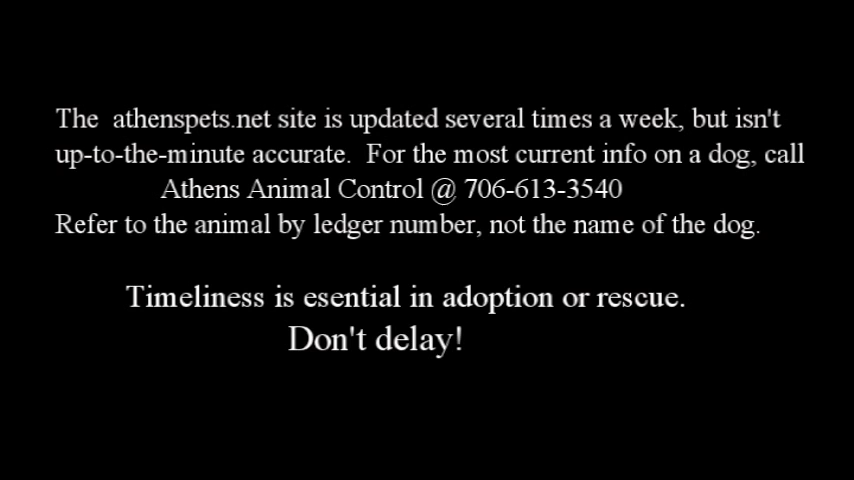 The  athenspets.net site is updated several times a week, but isn't
up-to-the-minute accurate.  For the most current info on a dog, call
Athens Animal Control @ 706-613-3540
Refer to the animal by ledger number, not the name of the dog.
Timeliness is esential in adoption or rescue.
Don't delay!